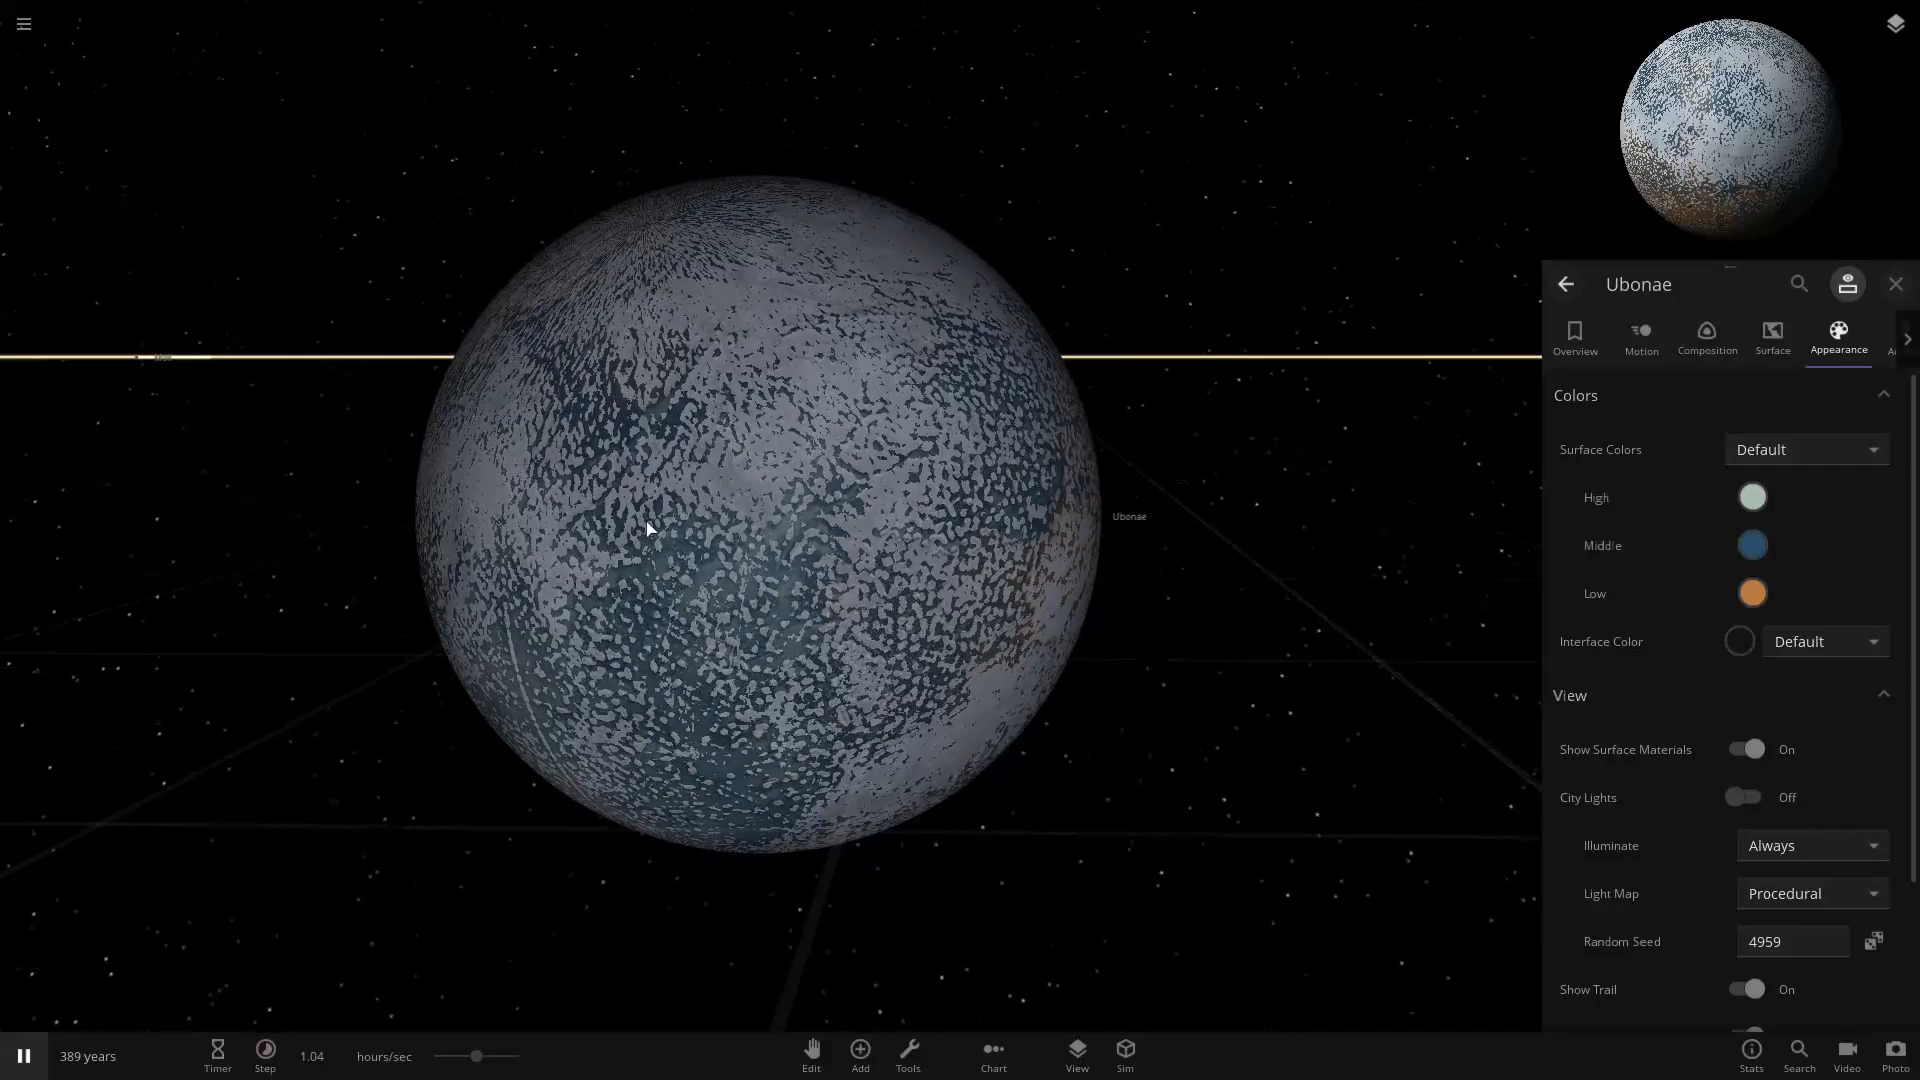 Ubonae
Overview
Motion
Composition
Surface
Appearance
Colors
Surface Colors
Default
High
Middle
Low
Interface Color
Default
Ubonae
View
Show Surface Materials
On
City Lights
Off
Illuminate
Always
Light Map
Procedural
Random Seed
4959
Show Trail
On
389 years
Timer
Step
1.04
hours/sec
Edit
Add
Tools
Chart
View
Sim
Stats
Search
Video
Photo